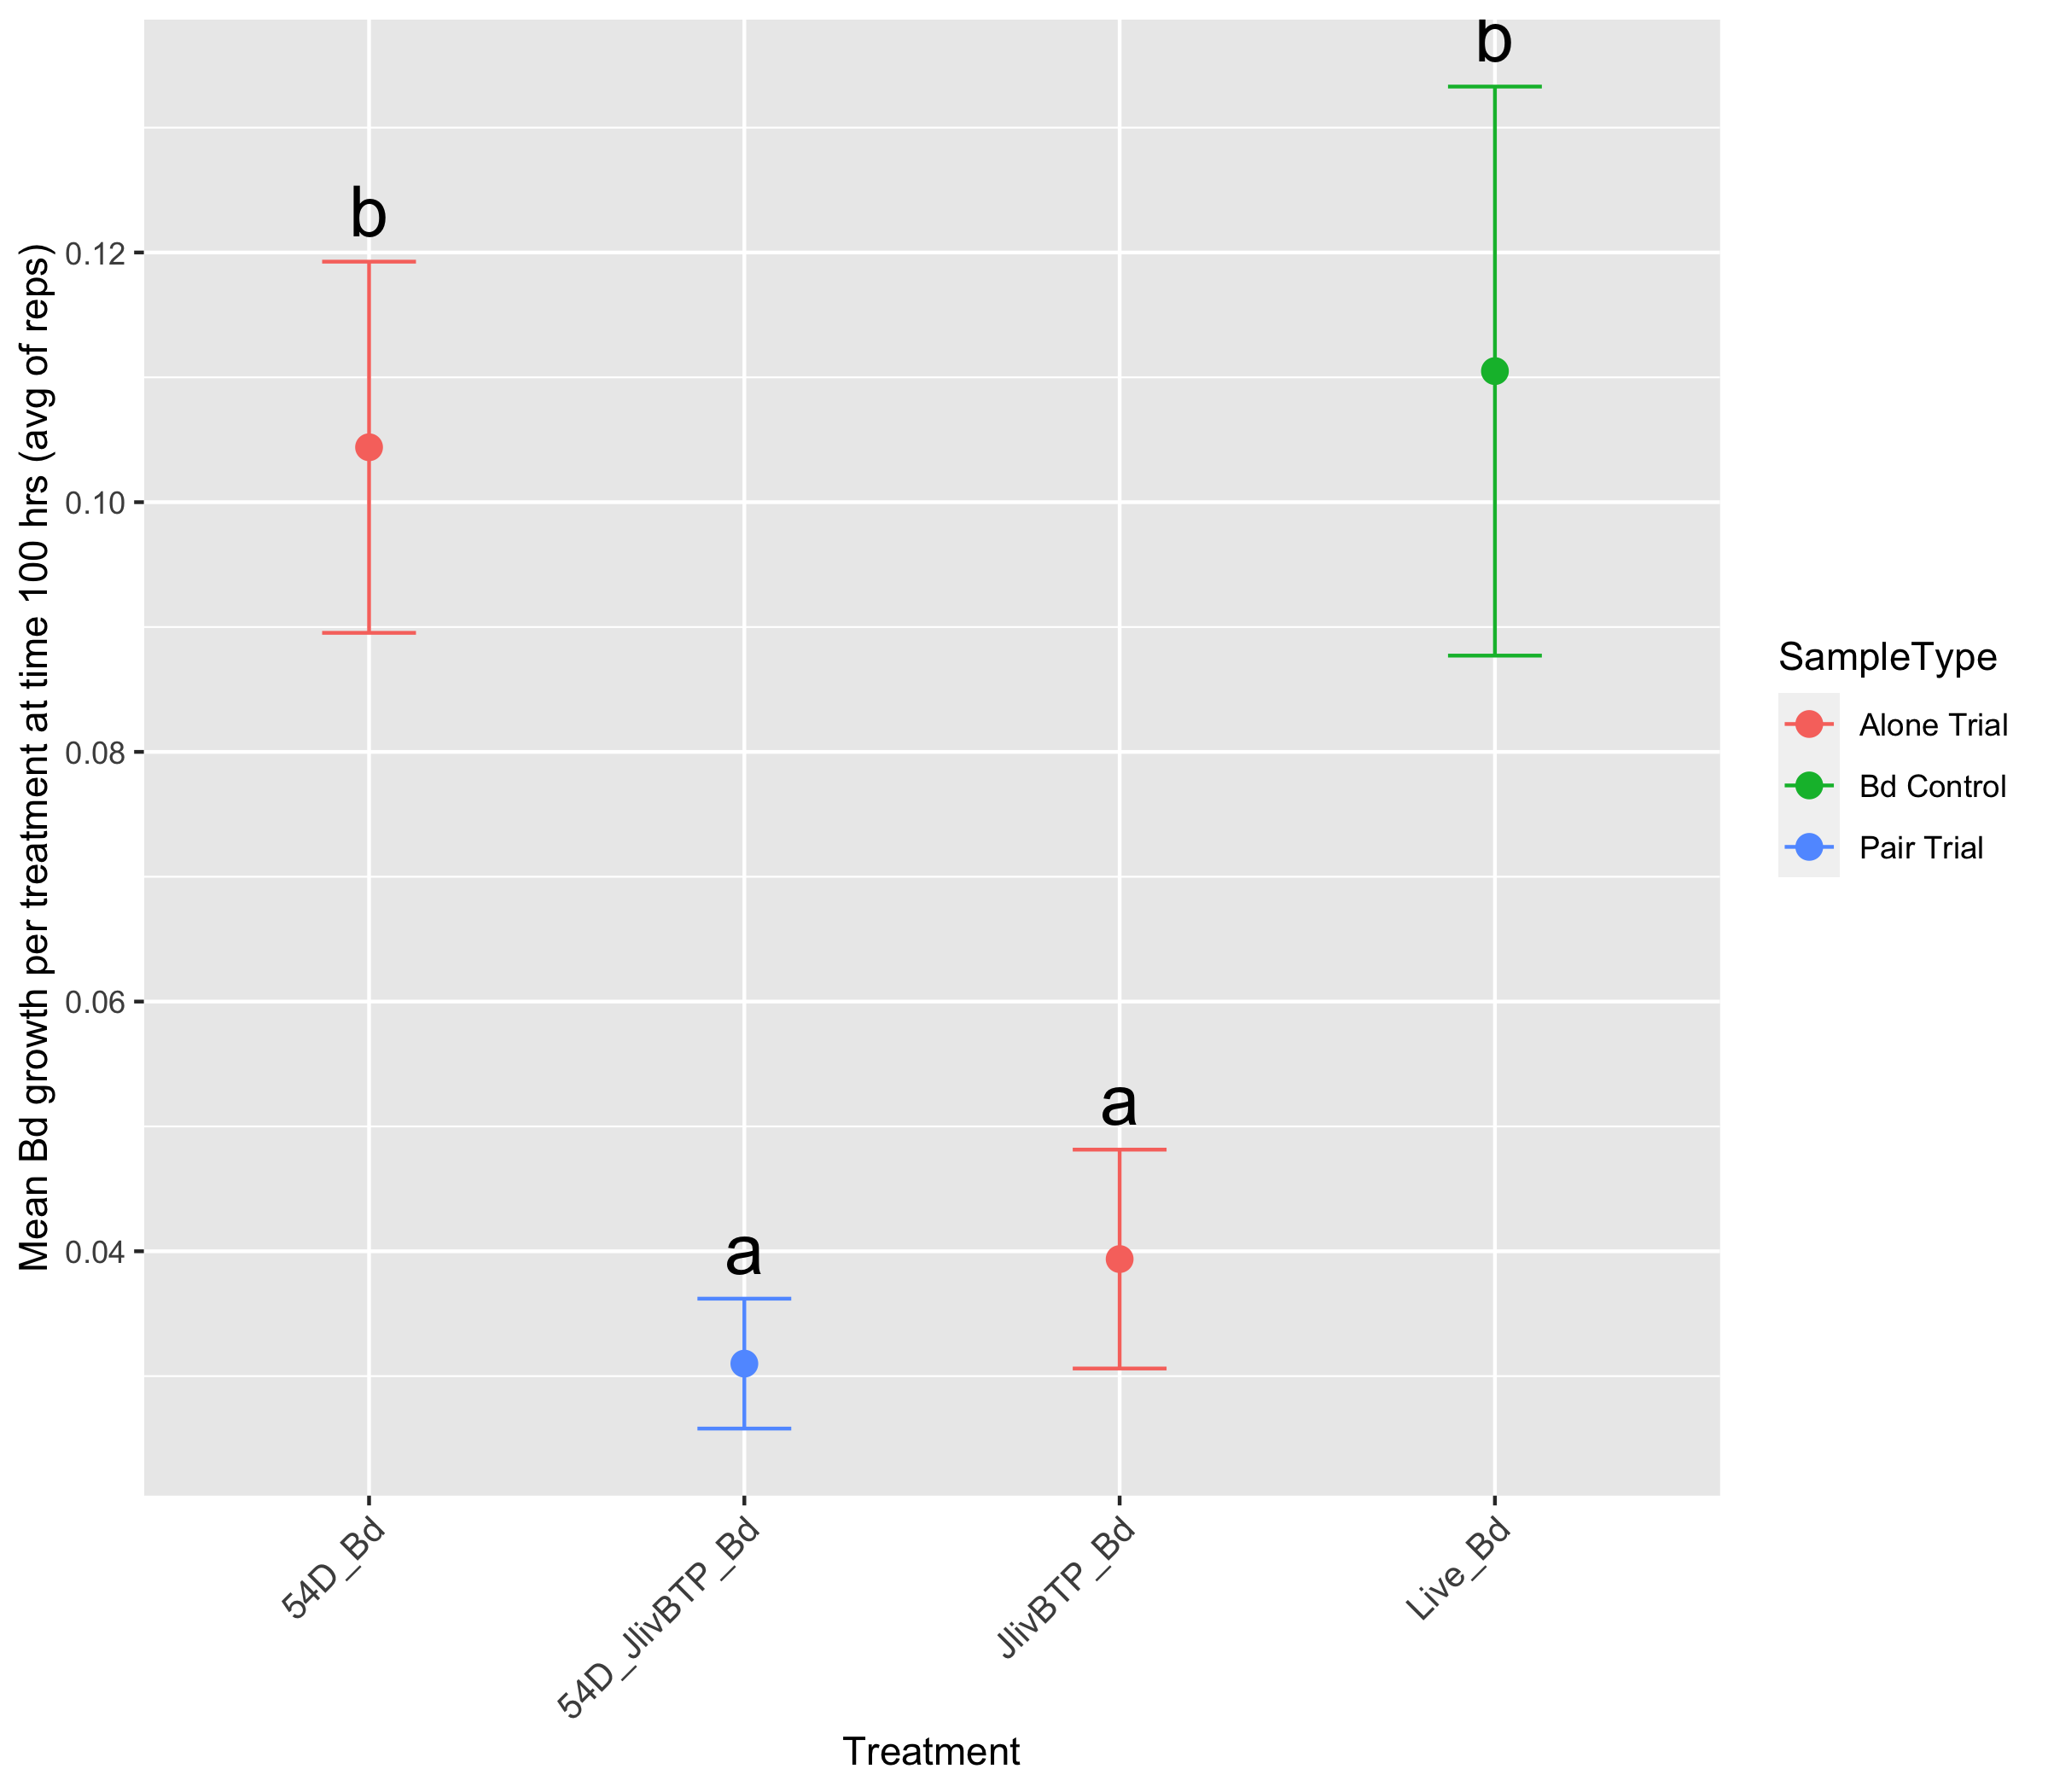 b
b
a
a
Mean Bd growth per treatment at time 100 hrs (avg of reps)
0.12
0.10
0.08
0.06
0.04
54D_Bd
54D_JlivBTP_Bd
JlivBTP_Bd
Live_Bd
Treatment
SampleType
Alone Trial
Bd Control
Pair Trial